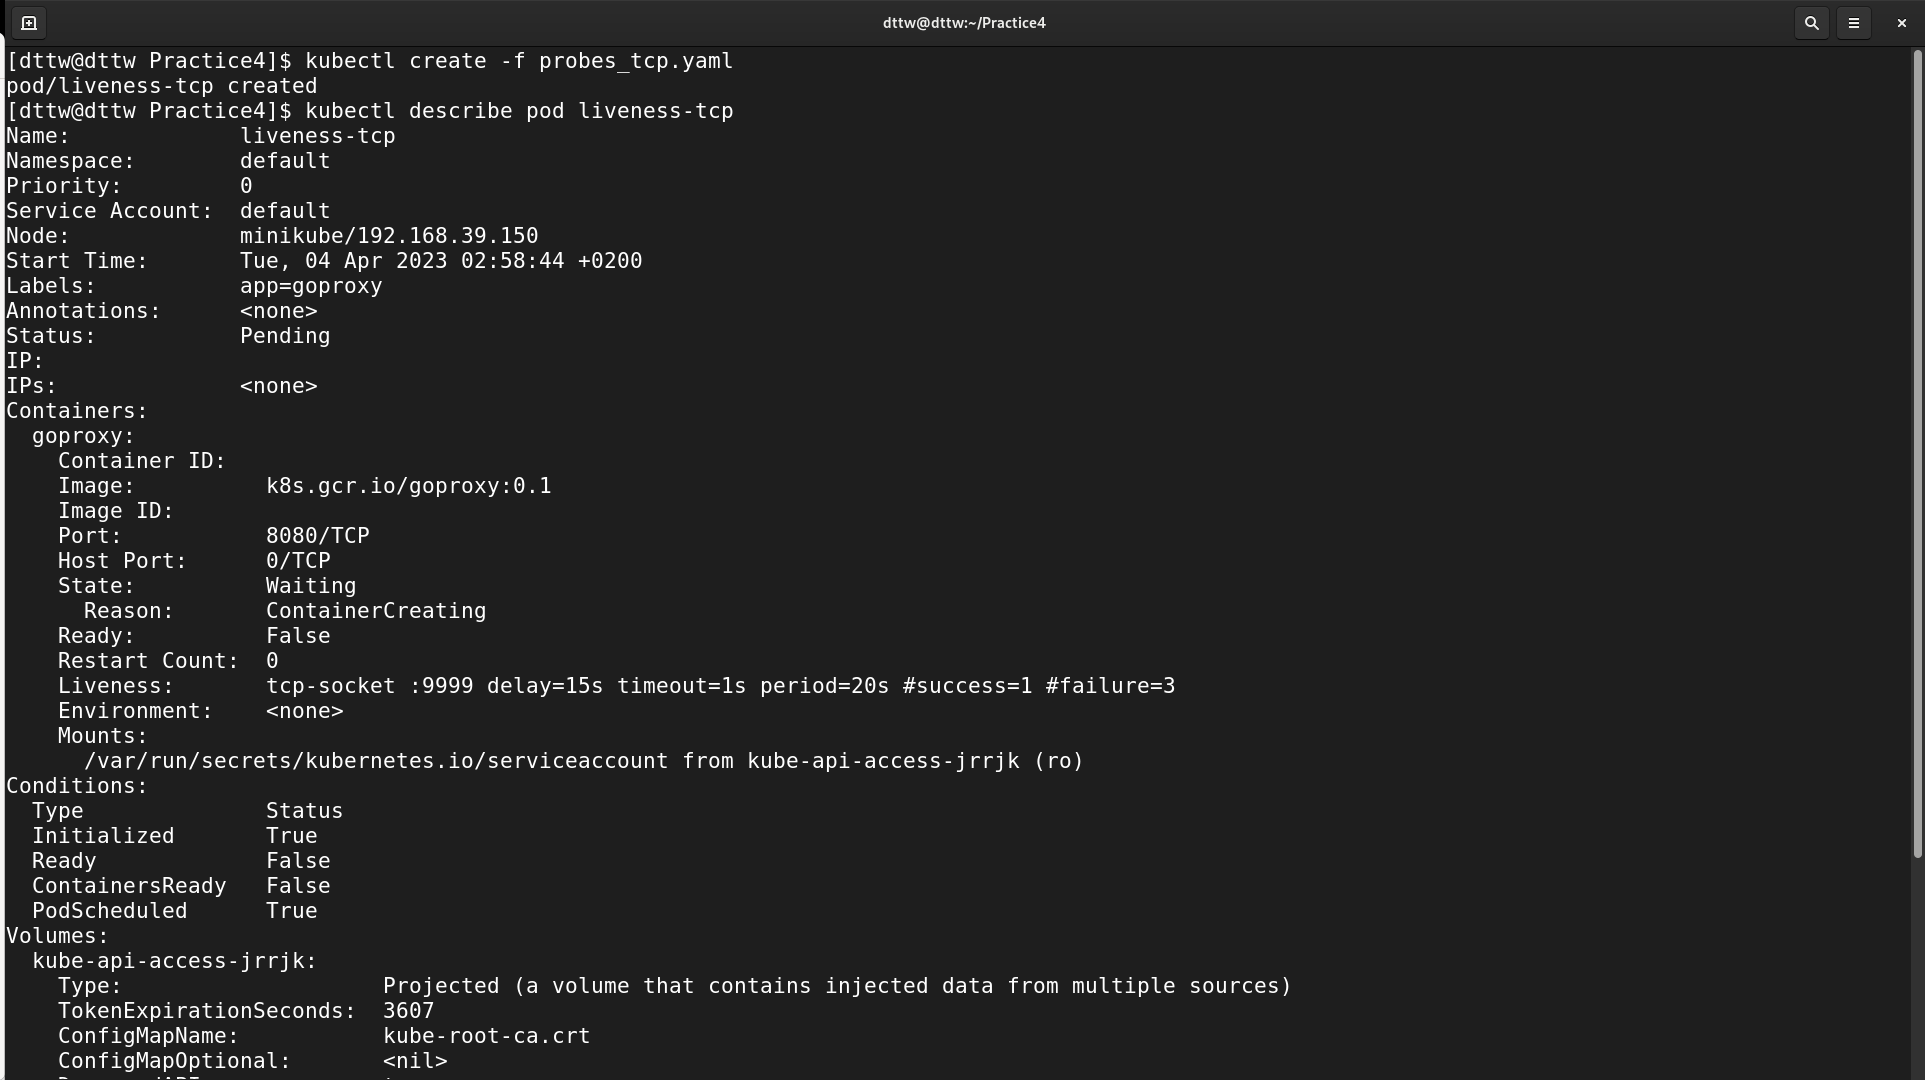 dttw@dttw:~/Practice4
[dttw@dttw Practice4]$ kubectl create -f probes_tcp.yaml
pod/liveness-tcp created
[dttw@dttw Practice4]$ kubectl describe pod liveness-tcp
Name:             liveness-tcp
Namespace:        default
Priority:         0
Service Account:  default
Node:             minikube/192.168.39.150
Start Time:       Tue, 04 Apr 2023 02:58:44 +0200
Labels:           app=goproxy
Annotations:      <none>
Status:           Pending
IP:
IPs:              <none>
Containers:
  goproxy:
    Container ID:
    Image:          k8s.gcr.io/goproxy:0.1
    Image ID:
    Port:           8080/TCP
    Host Port:      0/TCP
    State:          Waiting
      Reason:       ContainerCreating
    Ready:          False
    Restart Count:  0
    Liveness:       tcp-socket :9999 delay=15s timeout=1s period=20s #success=1 #failure=3
    Environment:    <none>
    Mounts:
      /var/run/secrets/kubernetes.io/serviceaccount from kube-api-access-jrrjk (ro)
Conditions:
  Type              Status
  Initialized       True
  Ready             False
  ContainersReady   False
  PodScheduled      True
Volumes:
  kube-api-access-jrrjk:
    Type:                    Projected (a volume that contains injected data from multiple sources)
    TokenExpirationSeconds:  3607
    ConfigMapName:           kube-root-ca.crt
    ConfigMapOptional:       <nil>